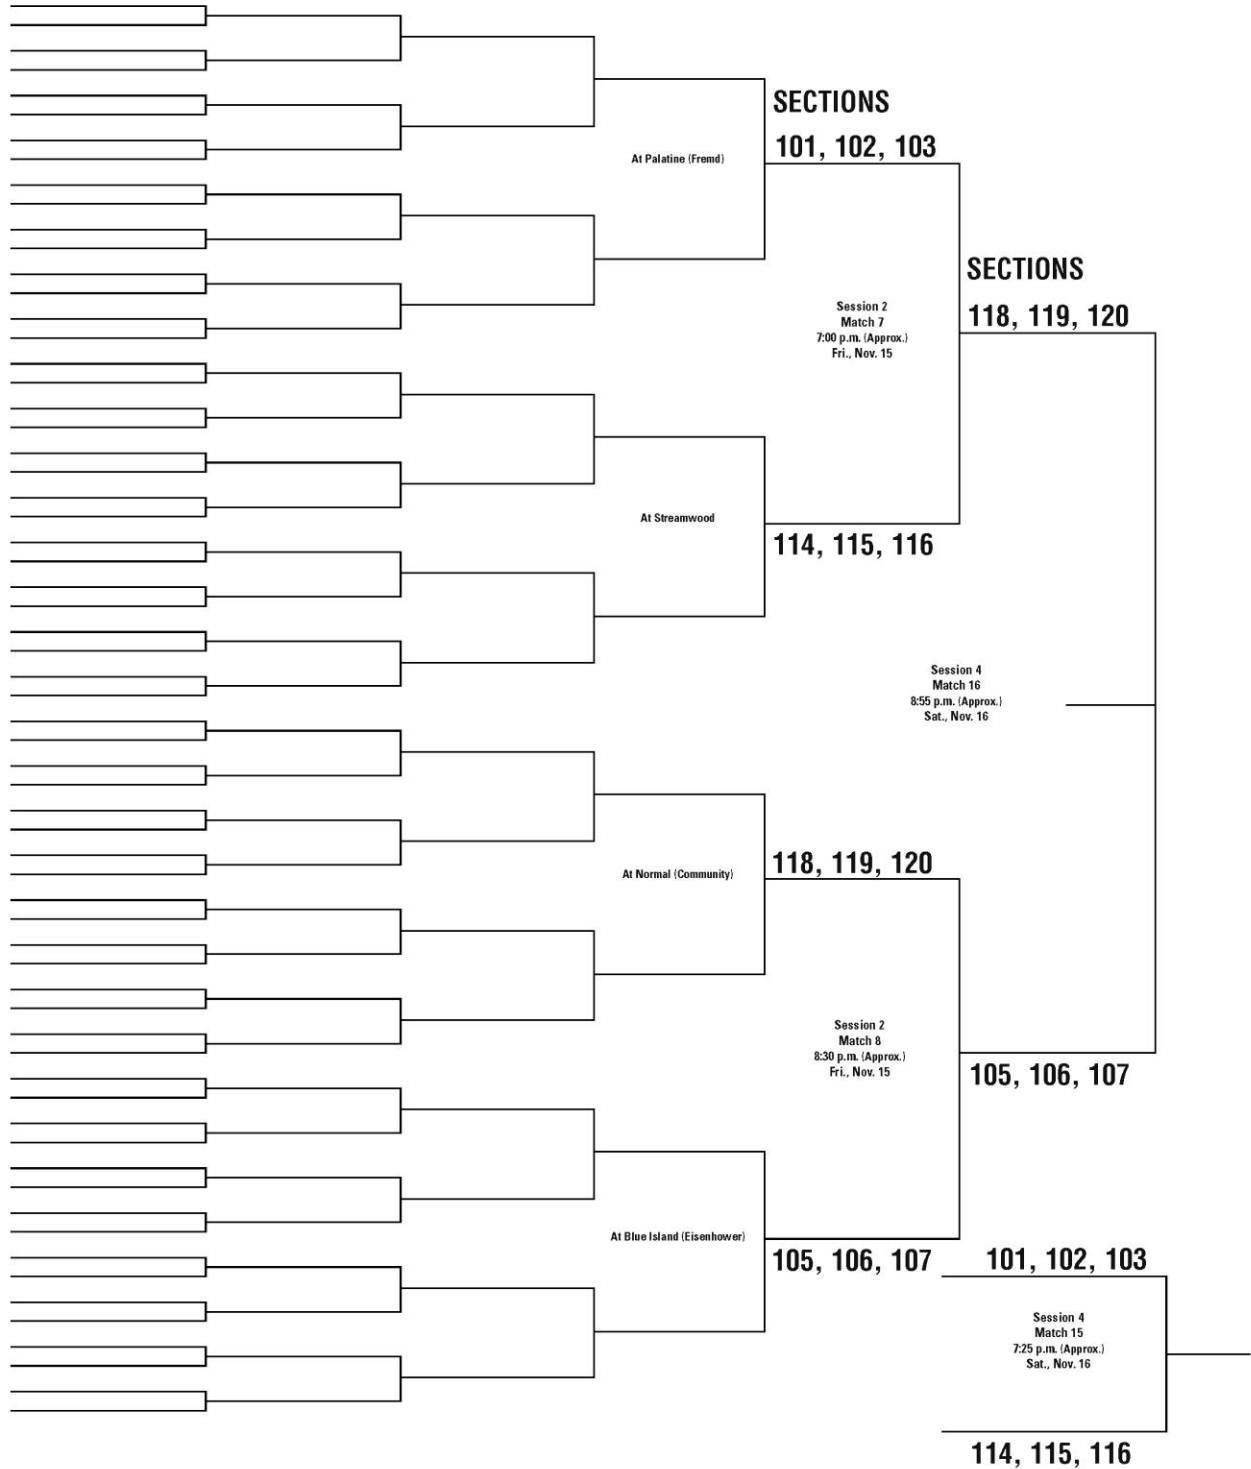 SECTIONS
101, 102, 103
At Palatine (Fremd)
SECTIONS
118, 119, 120
Session 2
Match 7
7:00 p.m. (Approx.)
Fri., Nov. 15
At Streamwood
114, 115, 116
Session 4
Match 16
8:55 p.m. (Approx.)
Sat., Nov. 16
118, 119, 120
At Normal (Community)
Session 2
Match 8
8:30 p.m. (Approx.)
Fri., Nov. 15
105, 106, 107
At Blue Island (Eisenhower)
105, 106, 107
101, 102, 103
Session 4
Match 15
7:25 p.m. (Approx.)
Sat., Nov. 16
114, 115, 116